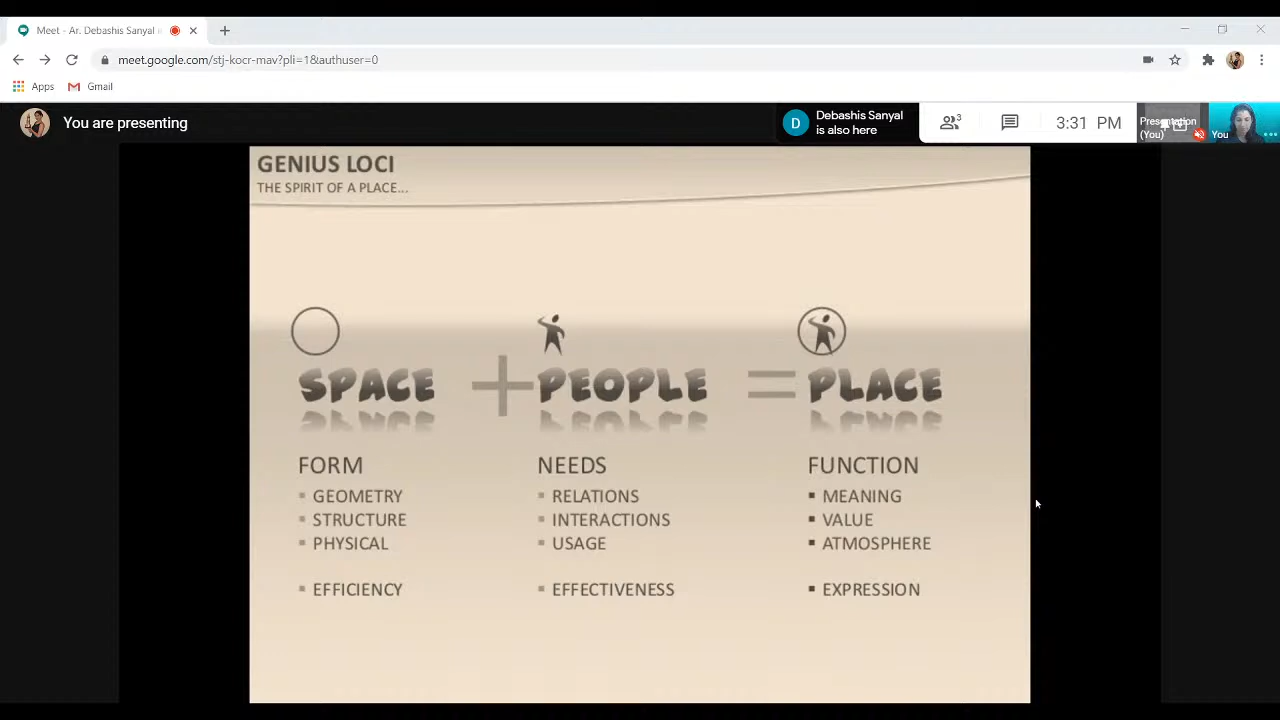 Meet - Ar. Debashis Sanyal
meet.google.com/stj-kocr-mav?pli=1&authuser=0
Apps
Gmail
You are presenting
D
Debashis Sanyal
is also here
3
3:31 PM
Presentation
(You)
You
GENIUS LOCI
THE SPIRIT OF A PLACE...
SPACE + PEOPLE = PLACE
FORM
▪ GEOMETRY
▪ STRUCTURE
▪ PHYSICAL
▪ EFFICIENCY
NEEDS
▪ RELATIONS
▪ INTERACTIONS
▪ USAGE
▪ EFFECTIVENESS
FUNCTION
▪ MEANING
▪ VALUE
▪ ATMOSPHERE
▪ EXPRESSION